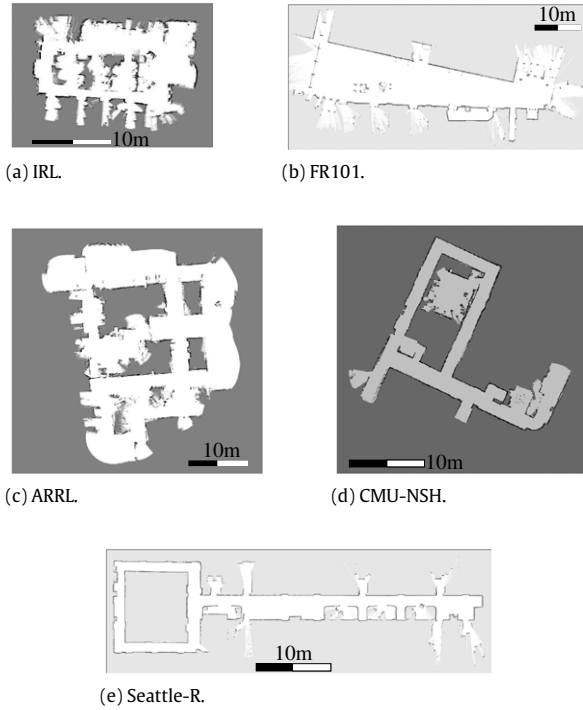 10m
10m
(a) IRL.
(b) FR101.
10m
10m
(c) ARRL.
(d) CMU-NSH.
10m
(e) Seattle-R.